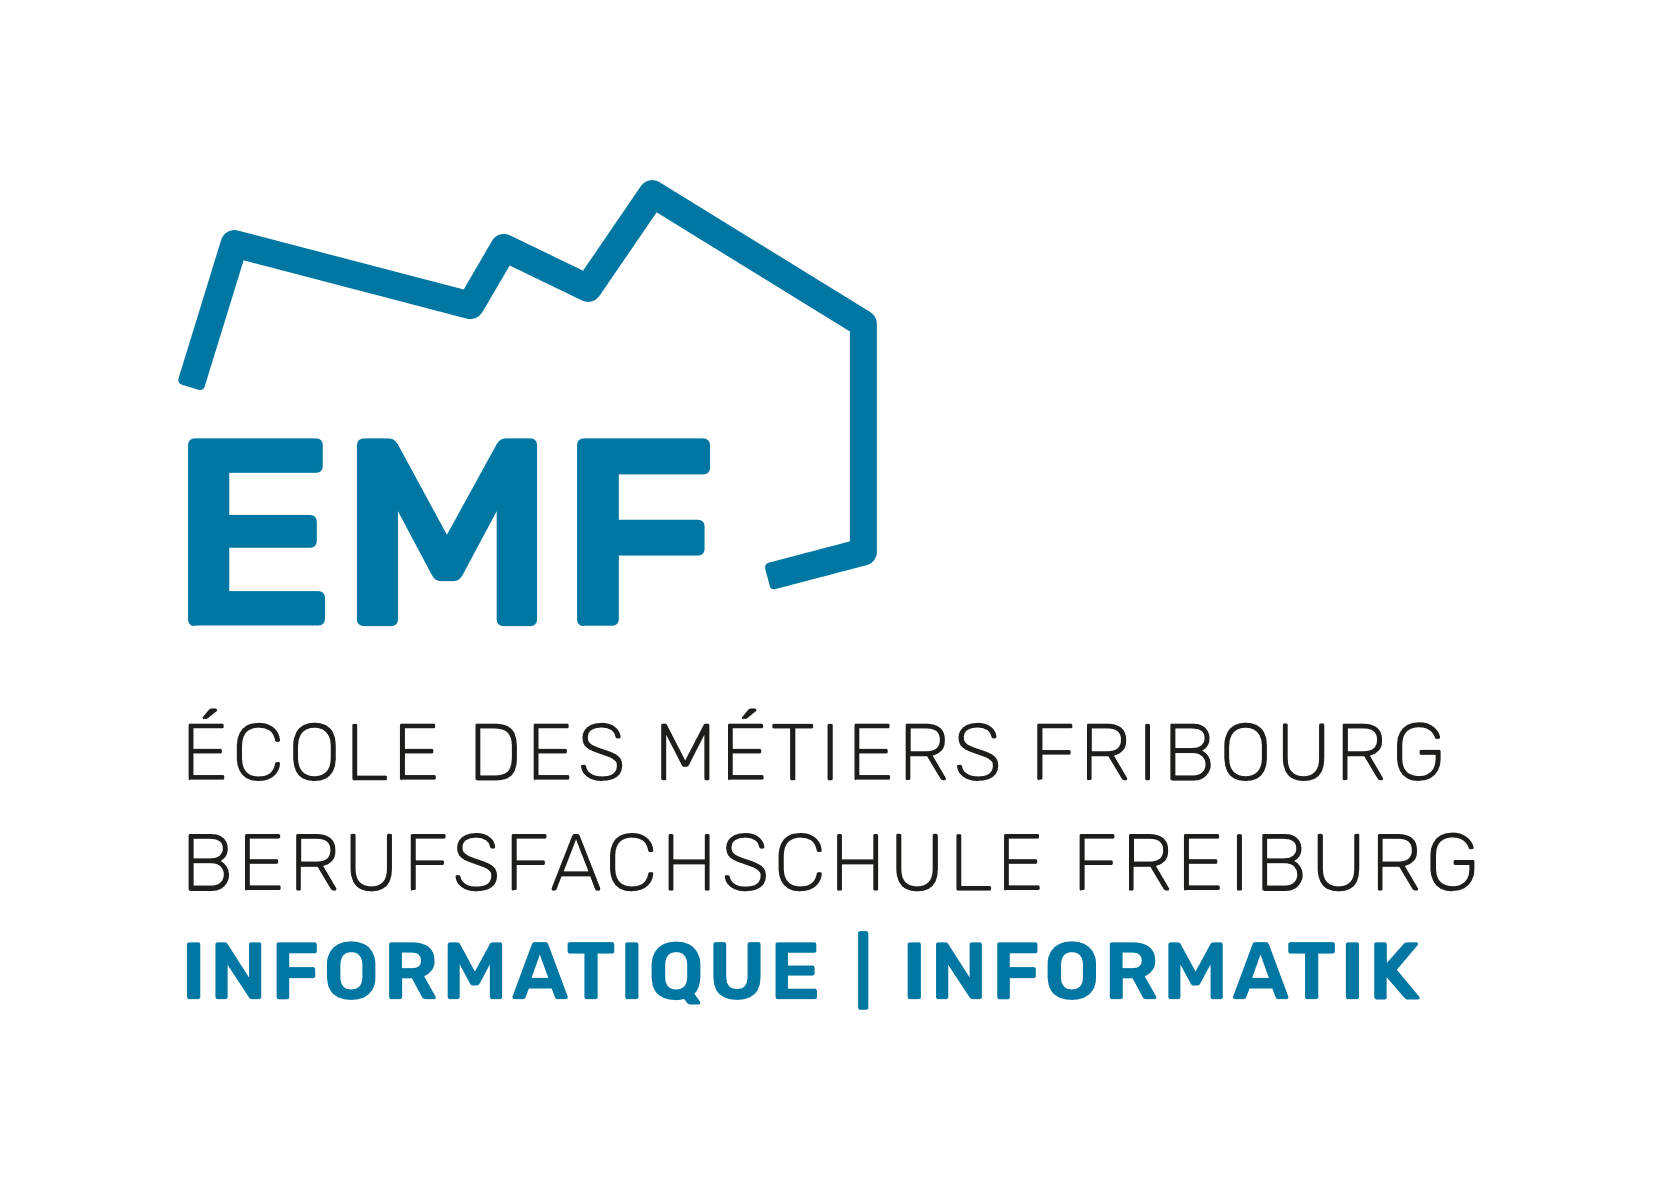 EMF
ÉCOLE DES MÉTIERS FRIBOURG
BERUFSFACHSCHULE FREIBURG
INFORMATIQUE | INFORMATIK